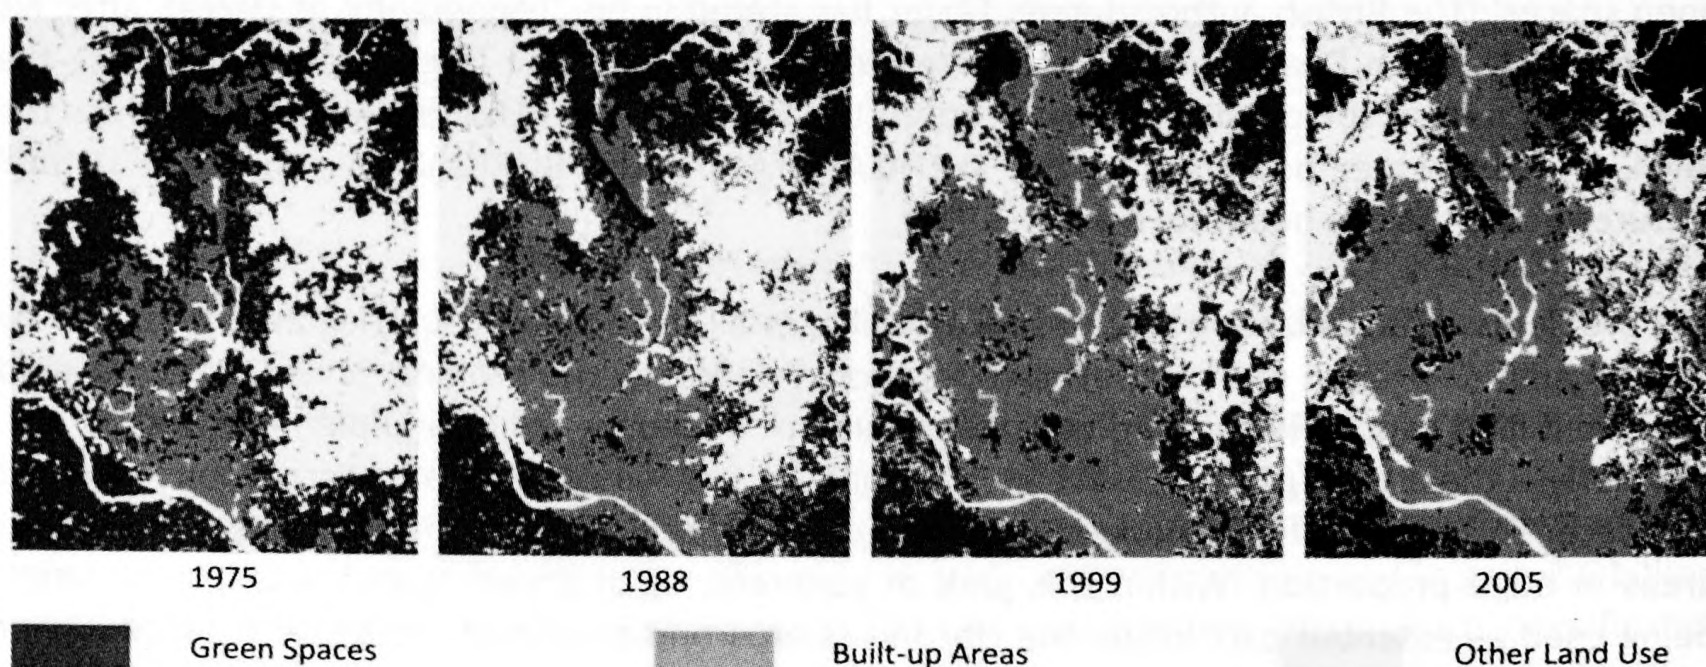 1975
1988
1999
2005
Green Spaces
Built-up Areas
Other Land Use